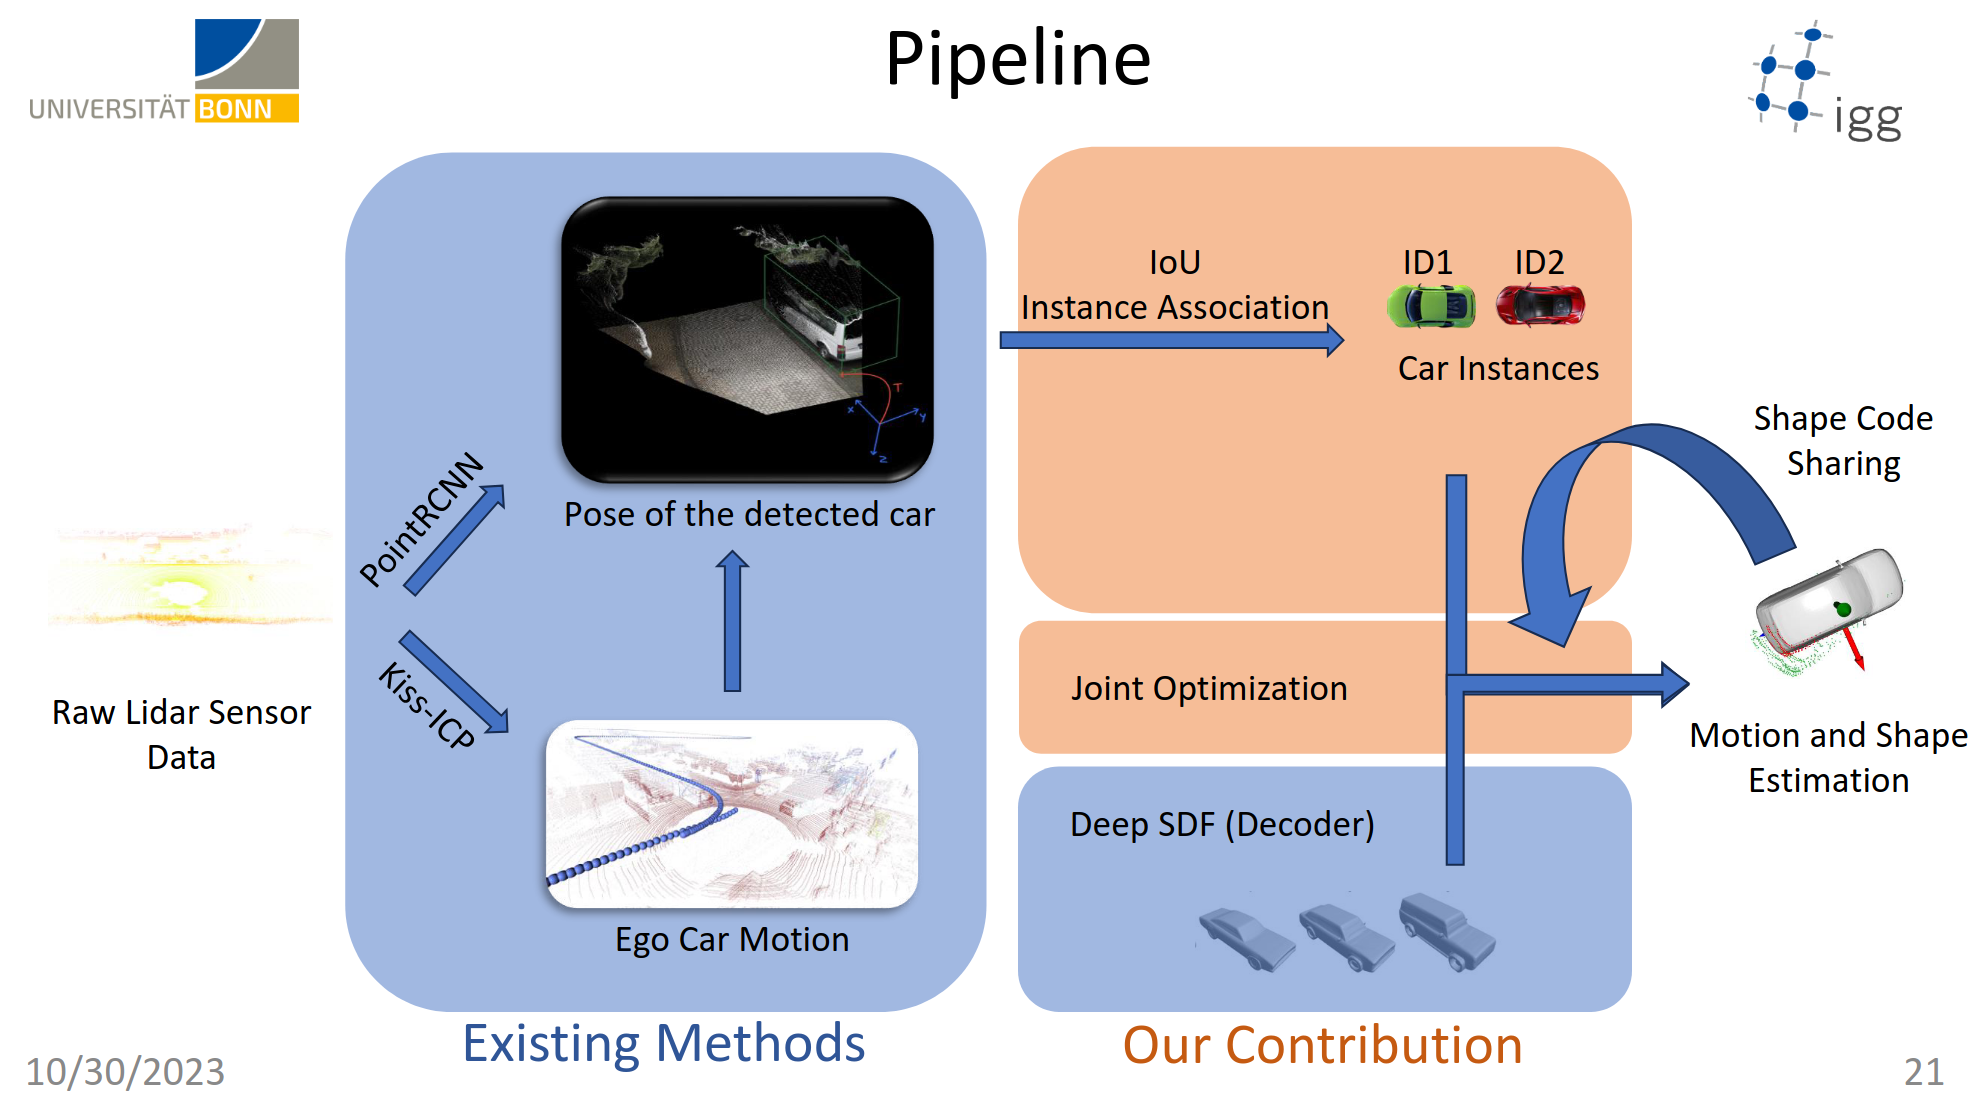 Pipeline
UNIVERSITÄT BONN
igg
IoU
Instance Association
ID1 ID2
Car Instances
T
x
y
z
Pose of the detected car
PointRCNN
Kiss-ICP
Shape Code
Sharing
Raw Lidar Sensor
Data
Joint Optimization
Motion and Shape
Estimation
Deep SDF (Decoder)
Ego Car Motion
Existing Methods
Our Contribution
10/30/2023
21